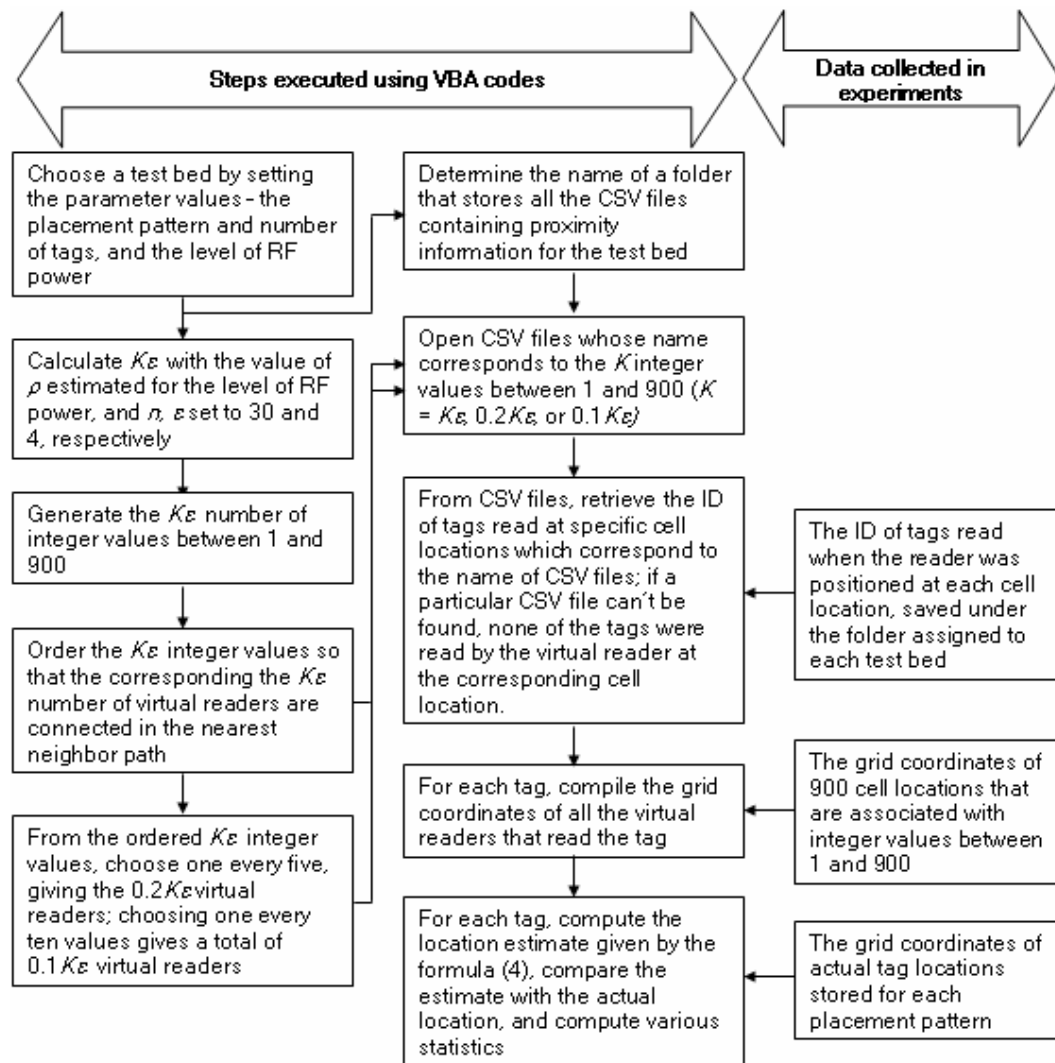 Steps executed using VBA codes
Data collected in
experiments
Choose a test bed by setting
the parameter values - the
placement pattern and number
of tags, and the level of RF
power
Calculate Kε with the value of
ρ estimated for the level of RF
power, and n, ε set to 30 and
4, respectively
Generate the Kε number of
integer values between 1 and
900
Order the Kε integer values so
that the corresponding the Kε
number of virtual readers are
connected in the nearest
neighbor path
From the ordered Kε integer
values, choose one every five,
giving the 0.2Kε virtual
readers; choosing one every
ten values gives a total of
0.1Kε virtual readers
Determine the name of a folder
that stores all the CSV files
containing proximity
information for the test bed
Open CSV files whose name
corresponds to the K integer
values between 1 and 900 (K
= Kε, 0.2Kε, or 0.1Kε)
From CSV files, retrieve the ID
of tags read at specific cell
locations which correspond to
the name of CSV files; if a
particular CSV file can't be
found, none of the tags were
read by the virtual reader at
the corresponding cell
location.
For each tag, compile the grid
coordinates of all the virtual
readers that read the tag
For each tag, compute the
location estimate given by the
formula (4), compare the
estimate with the actual
location, and compute various
statistics
The ID of tags read
when the reader was
positioned at each cell
location, saved under
the folder assigned to
each test bed
The grid coordinates of
900 cell locations that
are associated with
integer values between
1 and 900
The grid coordinates of
actual tag locations
stored for each
placement pattern